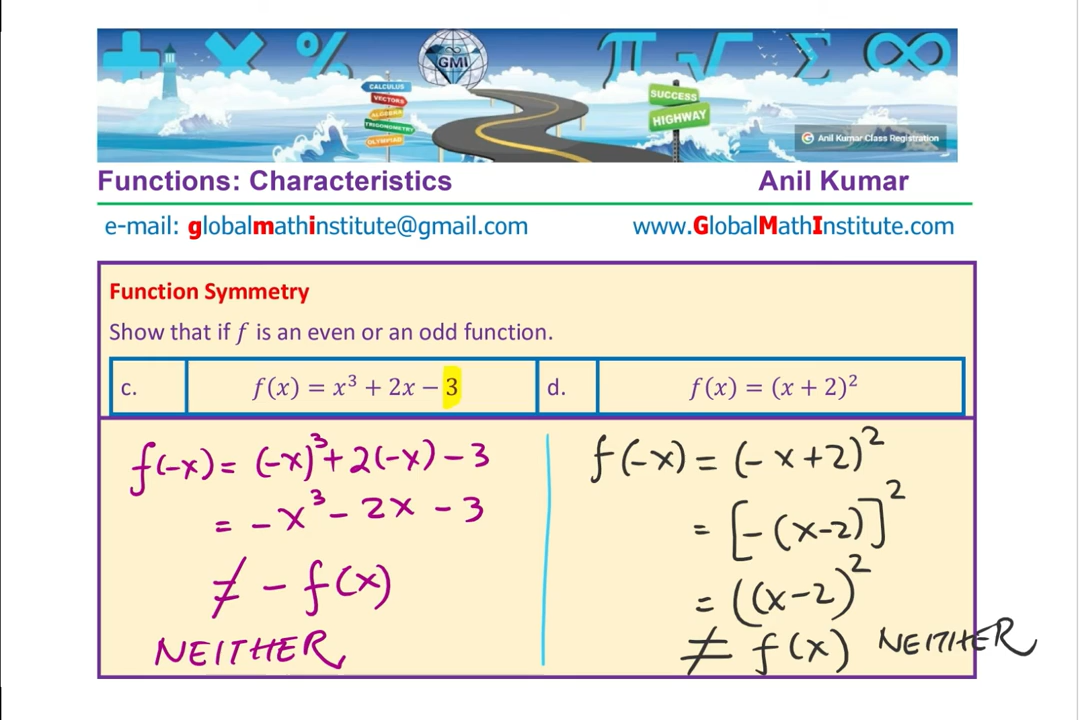 + × % GMI π √ Σ ∞
CALCULUS
VECTORS
ALGEBRA
TRIGONOMETRY
OLYMPIAD
SUCCESS
HIGHWAY
Anil Kumar Class Registration
Functions: Characteristics Anil Kumar
e-mail: globalmathinstitute@gmail.com www.GlobalMathInstitute.com
Function Symmetry
Show that if f is an even or an odd function.
c. f(x) = x³ + 2x − 3 d. f(x) = (x + 2)²
f(-x) = (-x)³ + 2(-x) - 3
= -x³ - 2x - 3
≠ - f(x)
NEITHER
f(-x) = (-x+2)²
= [-(x-2)]²
= ((x-2)²
≠ f(x) NEITHER